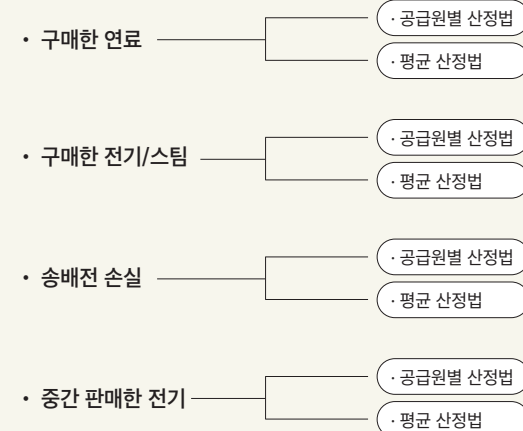 • 구매한 연료
· 공급원별 산정법
· 평균 산정법
• 구매한 전기/스팀
· 공급원별 산정법
· 평균 산정법
• 송배전 손실
· 공급원별 산정법
· 평균 산정법
• 중간 판매한 전기
· 공급원별 산정법
· 평균 산정법